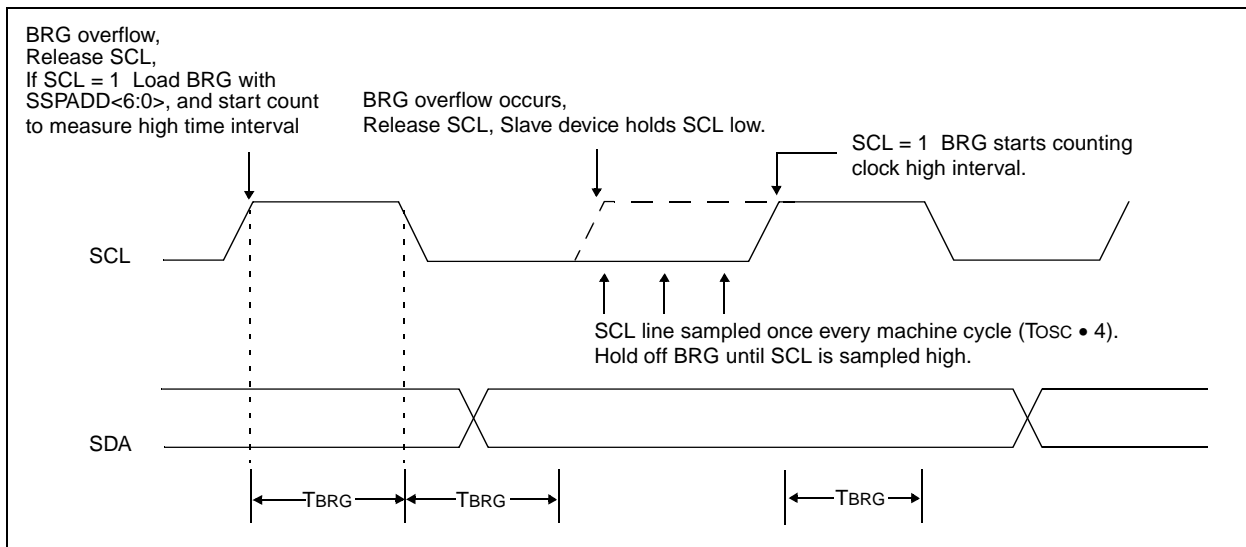 BRG overflow,
Release SCL,
If SCL = 1 Load BRG with
SSPADD<6:0>, and start count
to measure high time interval
BRG overflow occurs,
Release SCL, Slave device holds SCL low.
SCL = 1 BRG starts counting
clock high interval.
SCL
SCL line sampled once every machine cycle (TOSC • 4).
Hold off BRG until SCL is sampled high.
SDA
TBRG
TBRG
TBRG